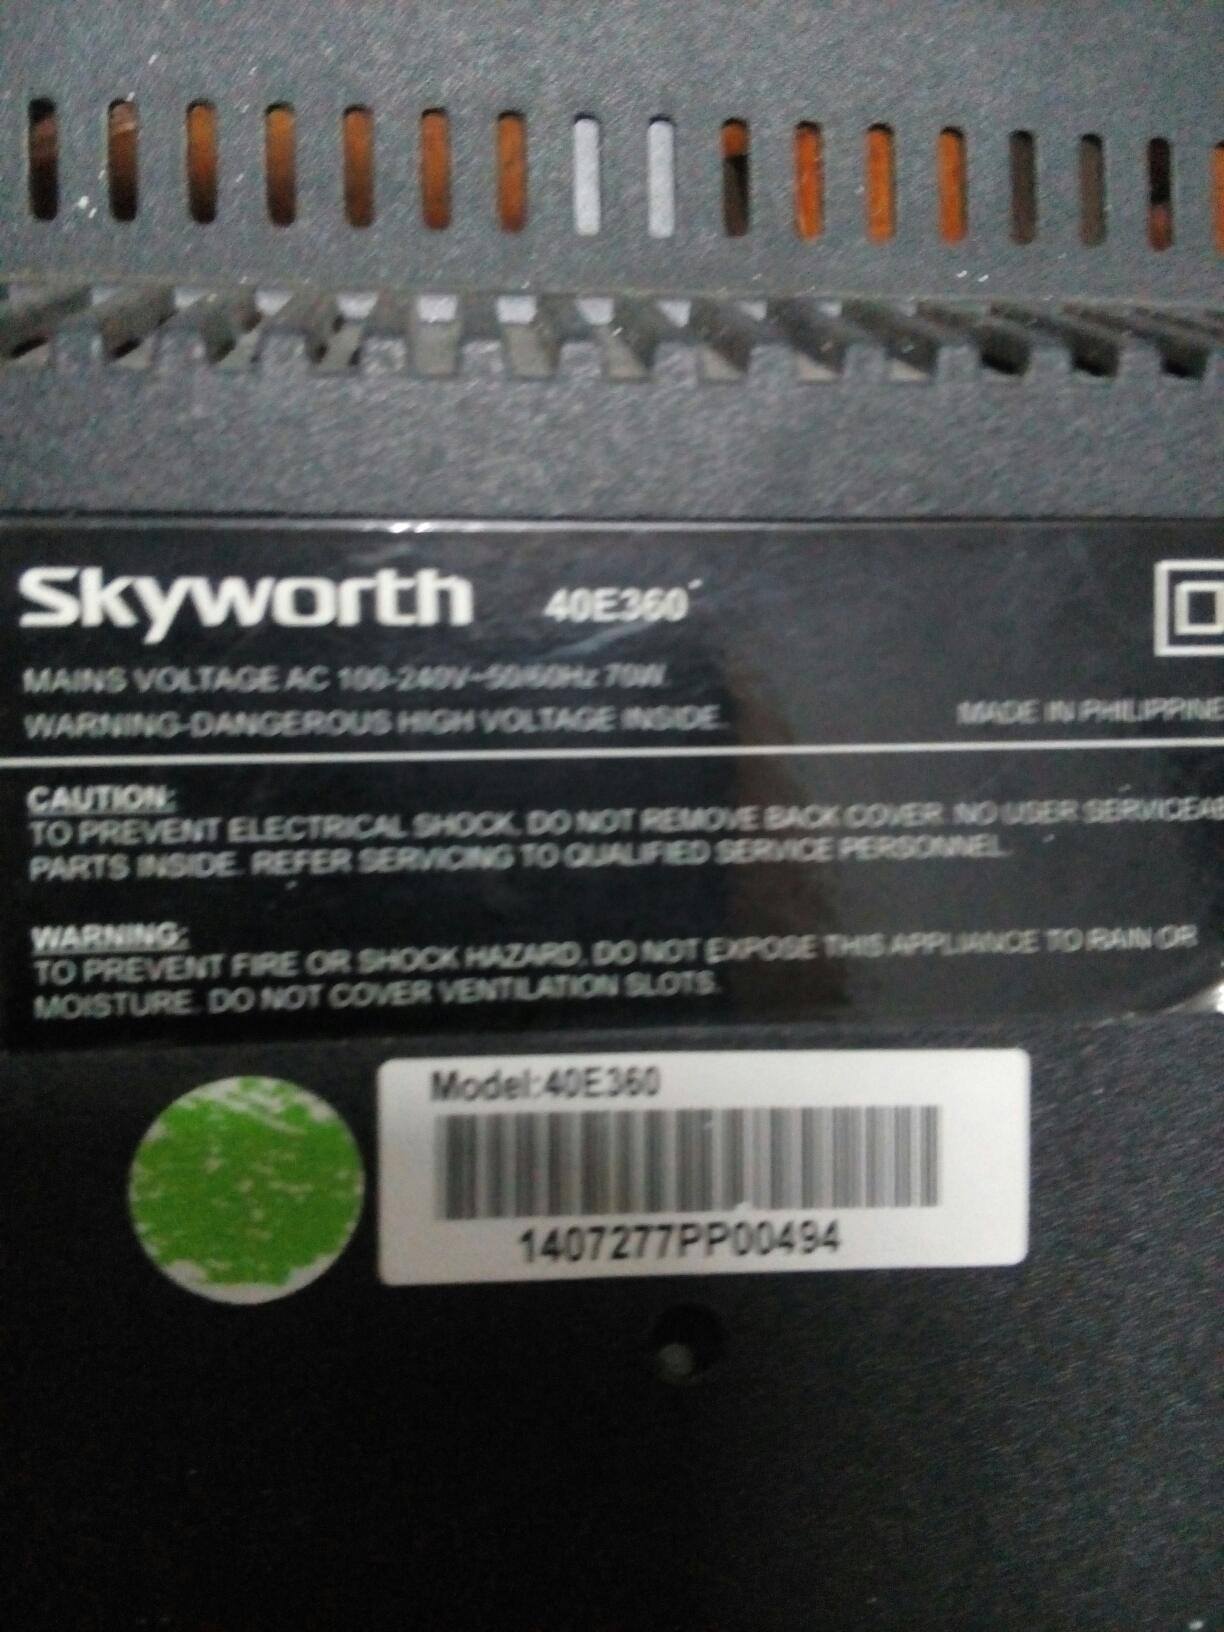 Skyworth 40E360
MAINS VOLTAGE AC 100-240V~50/60Hz 70W
WARNING-DANGEROUS HIGH VOLTAGE INSIDE.
MADE IN PHILIPPINE
CAUTION:
TO PREVENT ELECTRICAL SHOCK. DO NOT REMOVE BACK COVER. NO USER SERVICEAB
PARTS INSIDE. REFER SERVICING TO QUALIFIED SERVICE PERSONNEL.
WARNING:
TO PREVENT FIRE OR SHOCK HAZARD. DO NOT EXPOSE THIS APPLIANCE TO RAIN OR
MOISTURE. DO NOT COVER VENTILATION SLOTS.
Model:40E360
1407277PP00494